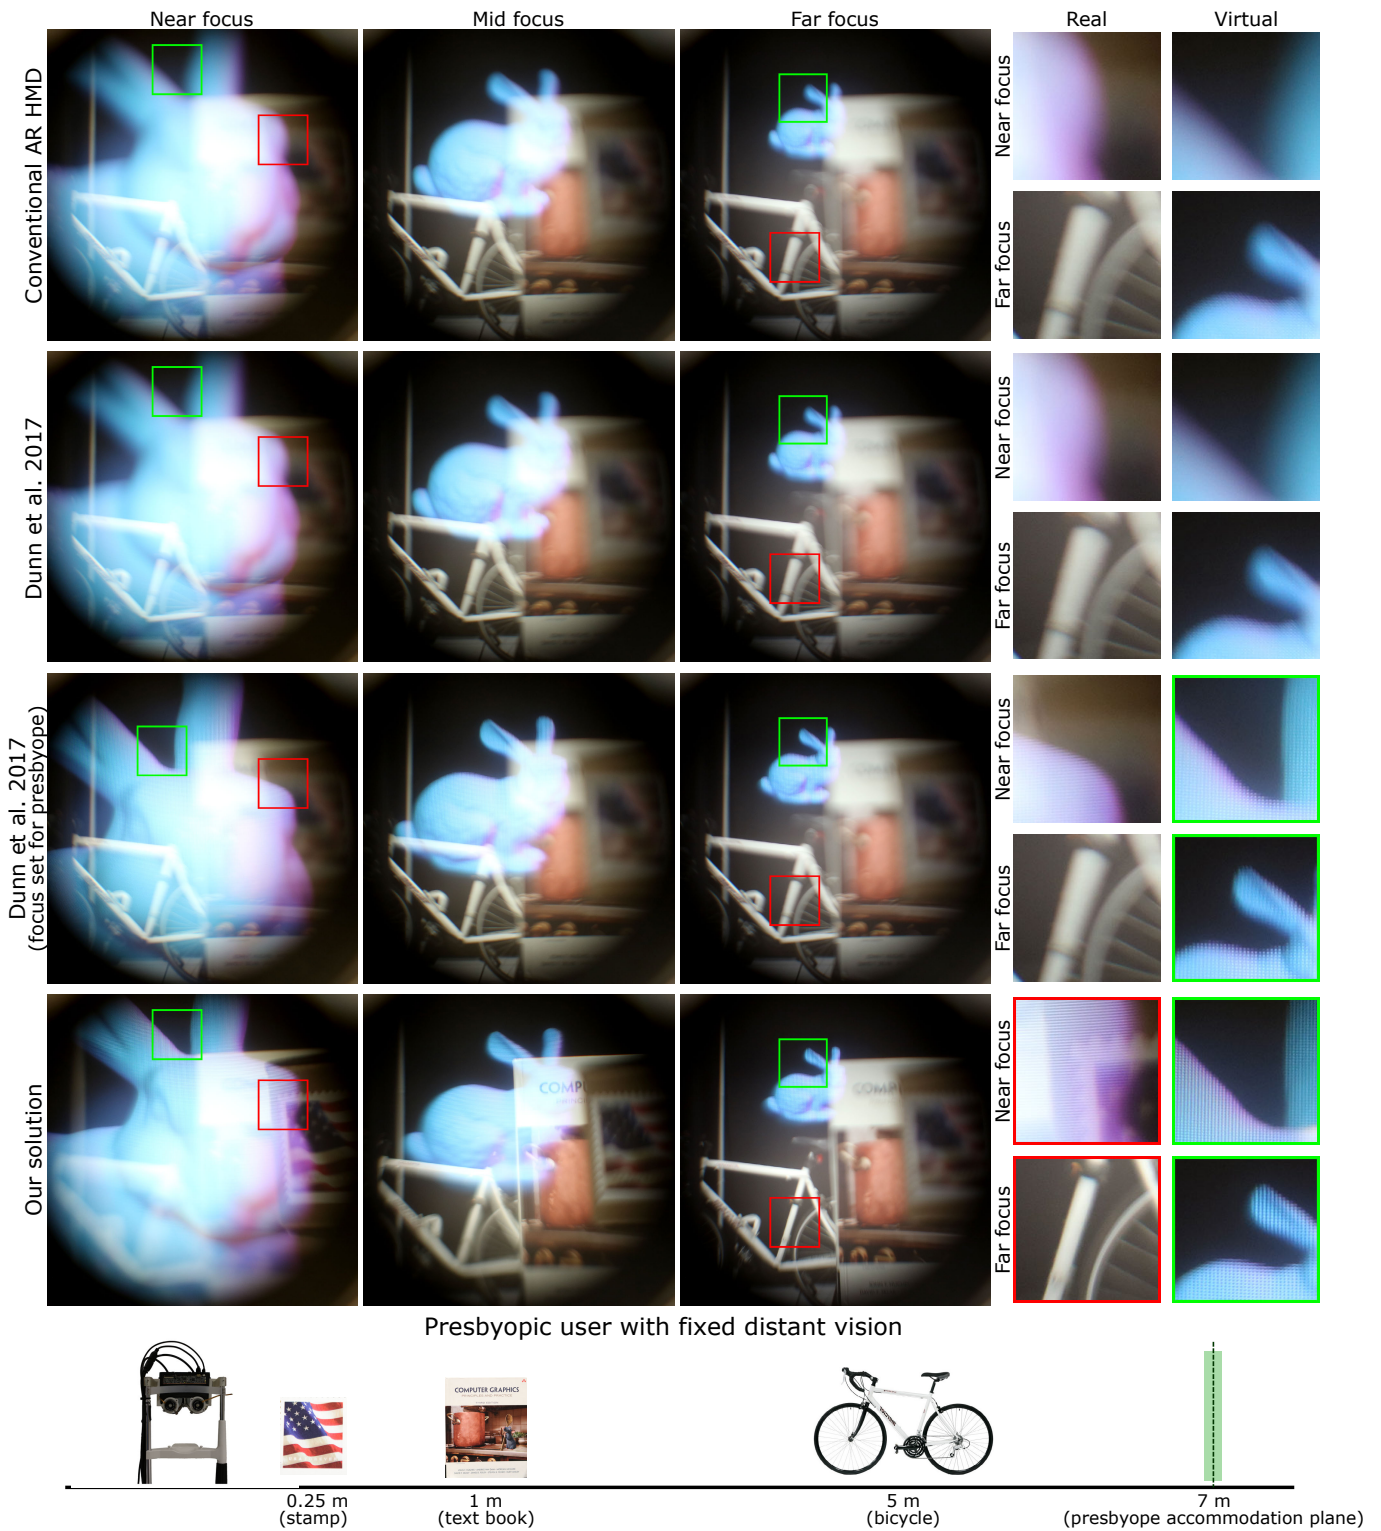 Near focus
Mid focus
Far focus
Real
Virtual
Conventional AR HMD
Near focus
Far focus
Dunn et al. 2017
Near focus
Far focus
Dunn et al. 2017
(focus set for presbyope)
Near focus
Far focus
Our solution
COMPU
COMPU
Near focus
Far focus
Presbyopic user with fixed distant vision
COMPUTER GRAPHICS
0.25 m
(stamp)
1 m
(text book)
5 m
(bicycle)
7 m
(presbyope accommodation plane)